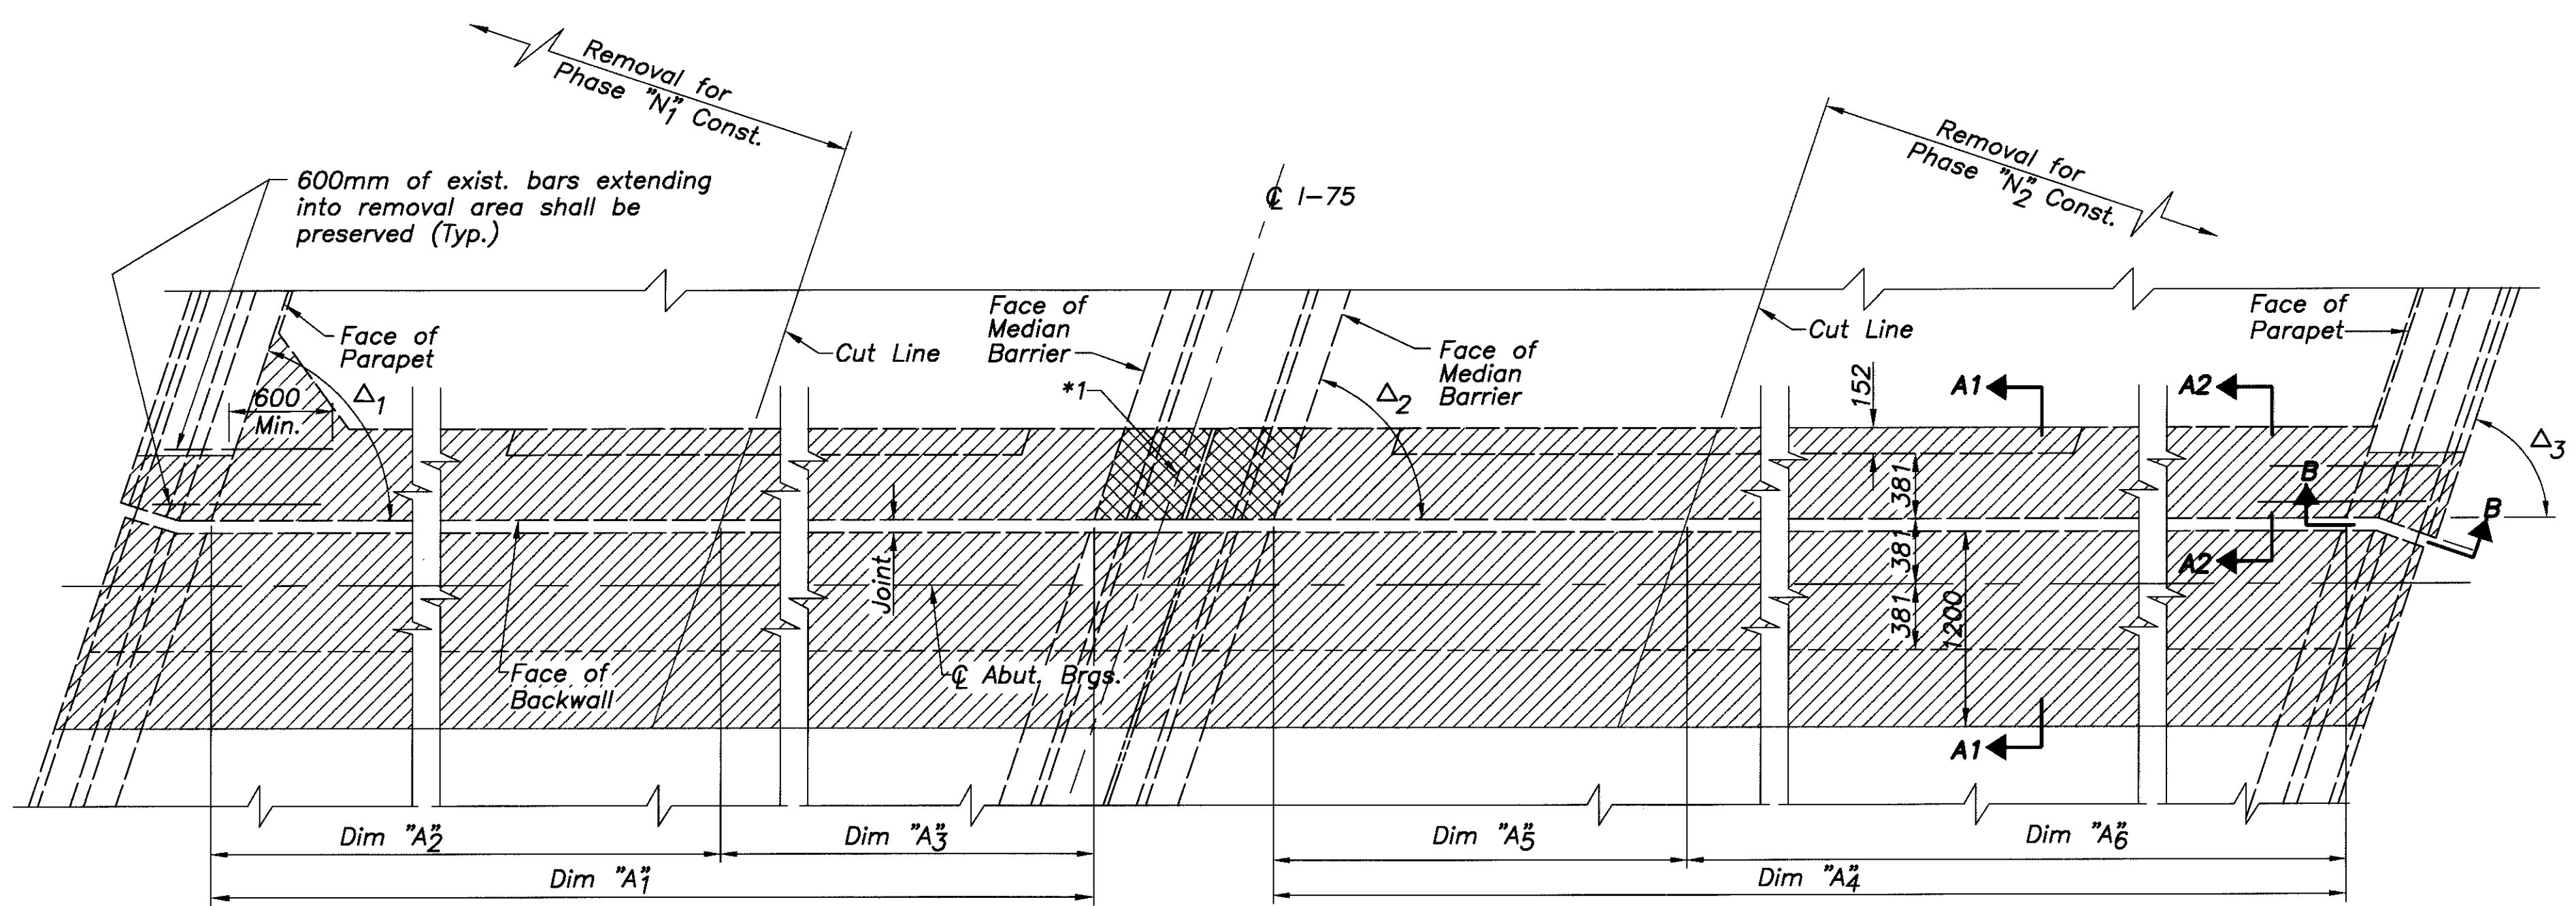 Removal for
Phase "N1" Const.
600mm of exist. bars extending
into removal area shall be
preserved (Typ.)
℄ I-75
Removal for
Phase "N2" Const.
Face of
Parapet
Cut Line
Face of
Median
Barrier
*1
Face of
Median
Barrier
Cut Line
Face of
Parapet
600
Min.
△1
△2
152
A1
A2
△3
381
B
B
Joint
381
A2
381
1200
Face of
Backwall
℄ Abut. Brgs.
A1
Dim "A2"
Dim "A3"
Dim "A5"
Dim "A6"
Dim "A1"
Dim "A4"